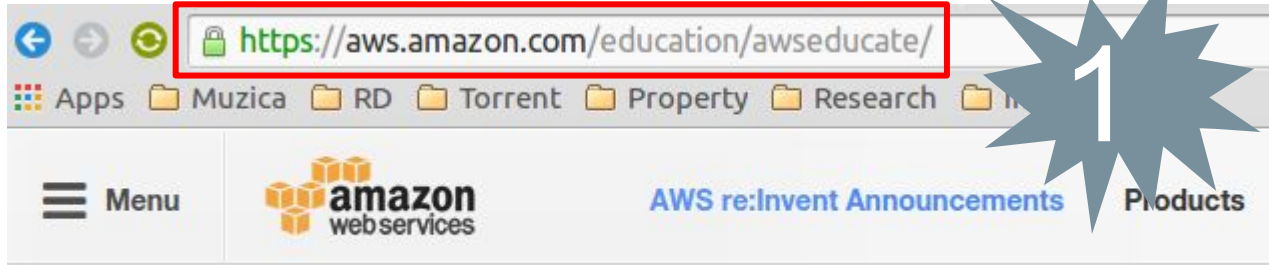 https://aws.amazon.com/education/awseducate/
1
Apps Muzica RD Torrent Property Research
Menu amazon webservices AWS re:Invent Announcements Products